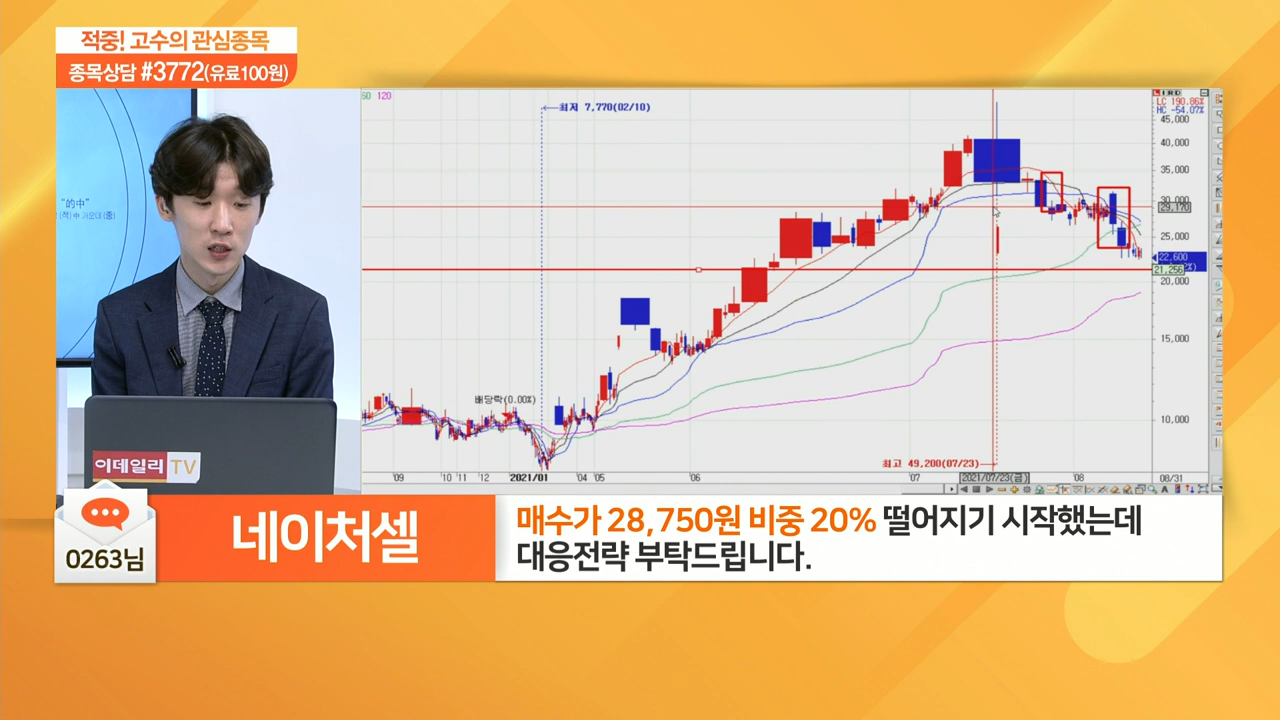 적중! 고수의 관심종목
종목상담 #3772(유료100원)
"的中"
60 120
최저 7,770(02/10)
LC 190.86%
HC -54.07%
45,000
40,000
35,000
30,000
29,170
25,000
22,600
21,256
20,000
15,000
10,000
배당락(0.00%)
최고 49,200(07/23)
'09 '10 '11 '12 2021/01 '04 '05 '06 '07 2021/07/23(금) '08 08/31
이데일리 TV
0263님
네이처셀
매수가 28,750원 비중 20% 떨어지기 시작했는데
대응전략 부탁드립니다.